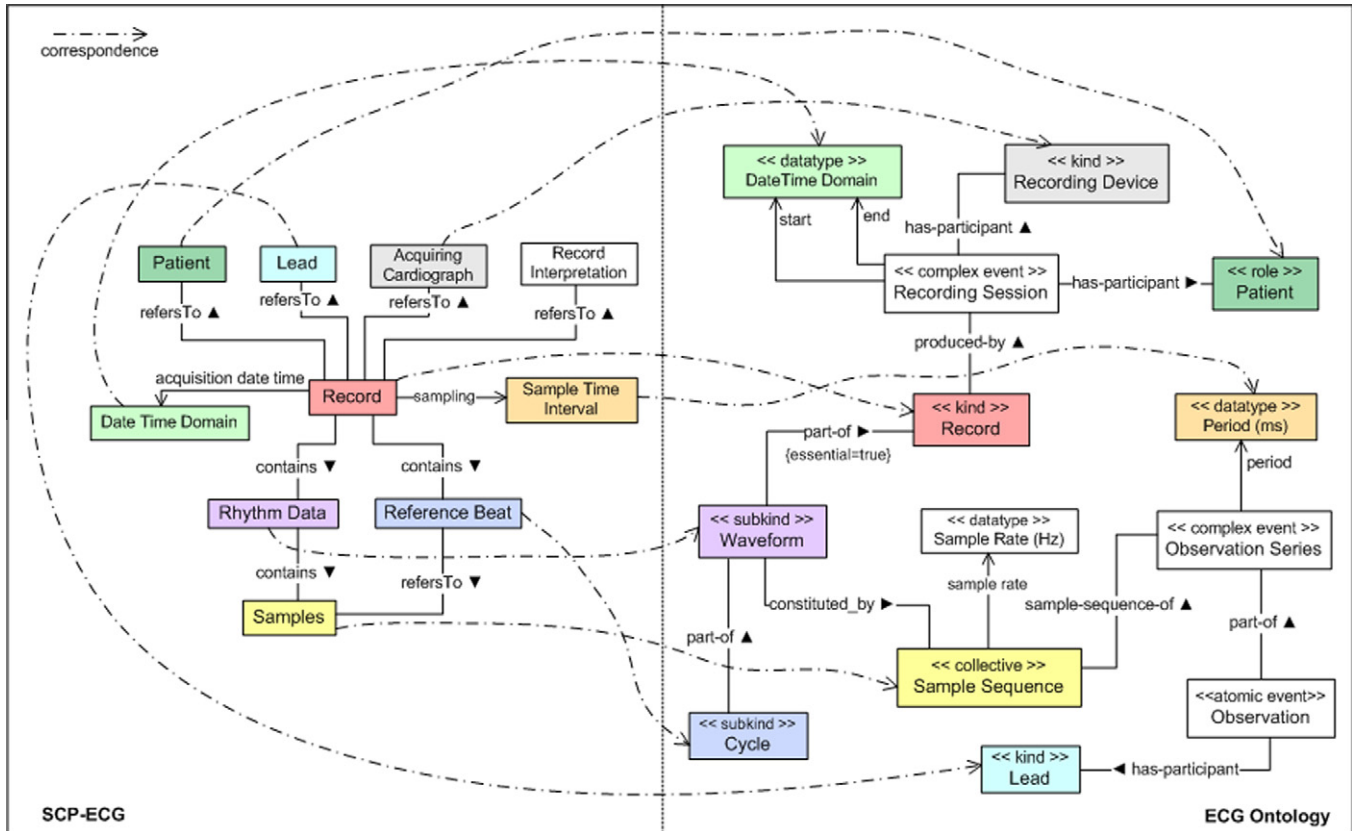 correspondence
<< datatype >>
DateTime Domain
<< kind >>
Recording Device
start
end
has-participant ▲
Patient
Lead
Acquiring
Cardiograph
Record
Interpretation
<< complex event >>
Recording Session
has-participant ►
<< role >>
Patient
refersTo ▲
refersTo ▲
refersTo ▲
refersTo ▲
produced-by ▲
acquisition date time
Record
sampling
Sample Time
Interval
Date Time Domain
<< kind >>
Record
<< datatype >>
Period (ms)
part-of ►
{essential=true}
contains ▼
contains ▼
period
Rhythm Data
Reference Beat
<< subkind >>
Waveform
<< datatype >>
Sample Rate (Hz)
<< complex event >>
Observation Series
contains ▼
refersTo ▼
sample rate
constituted_by ►
sample-sequence-of ▲
Samples
part-of ▲
part-of ▲
<< collective >>
Sample Sequence
<<atomic event>>
Observation
<< subkind >>
Cycle
<< kind >>
Lead
◄ has-participant
SCP-ECG
ECG Ontology